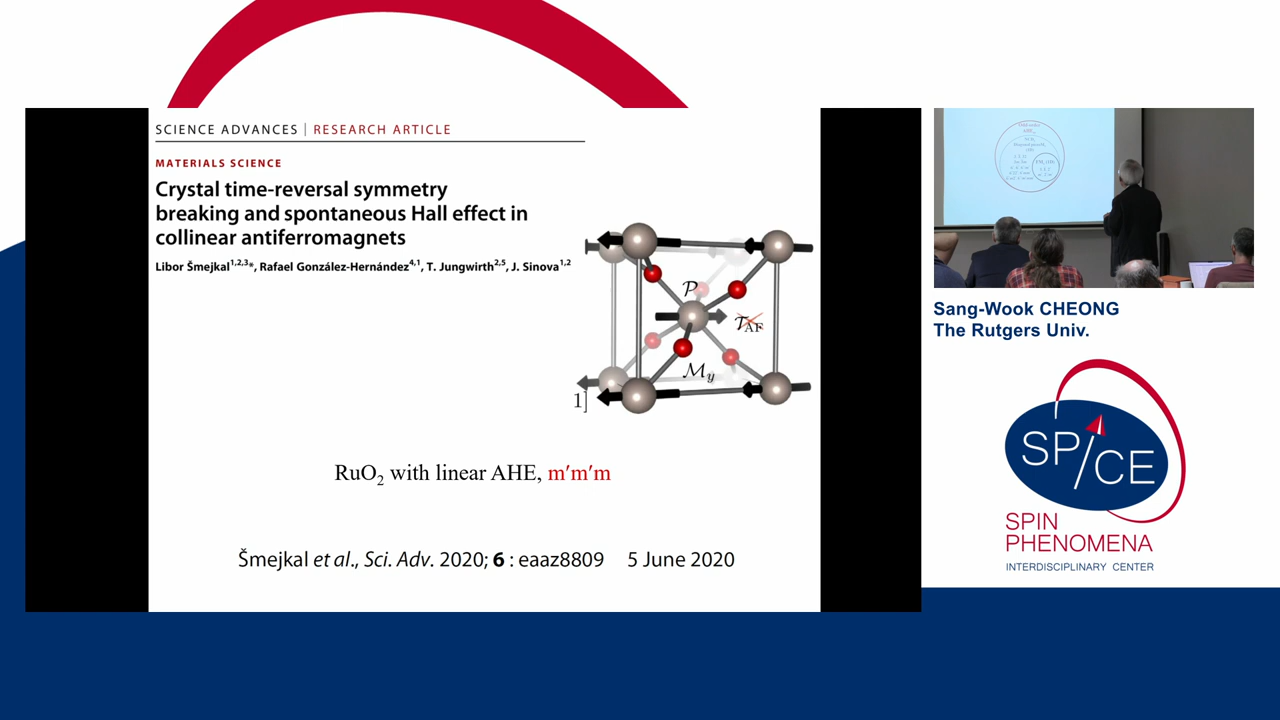 SCIENCE ADVANCES | RESEARCH ARTICLE
MATERIALS SCIENCE
Crystal time-reversal symmetry
breaking and spontaneous Hall effect in
collinear antiferromagnets
Libor Šmejkal1,2,3*, Rafael González-Hernández4,1, T. Jungwirth2,5, J. Sinova1,2
𝒫
𝒯AF
ℳy
1]
RuO2 with linear AHE, m′m′m
Šmejkal et al., Sci. Adv. 2020; 6 : eaaz8809 5 June 2020
Sang-Wook CHEONG
The Rutgers Univ.
SP/CE
SPIN
PHENOMENA
INTERDISCIPLINARY CENTER